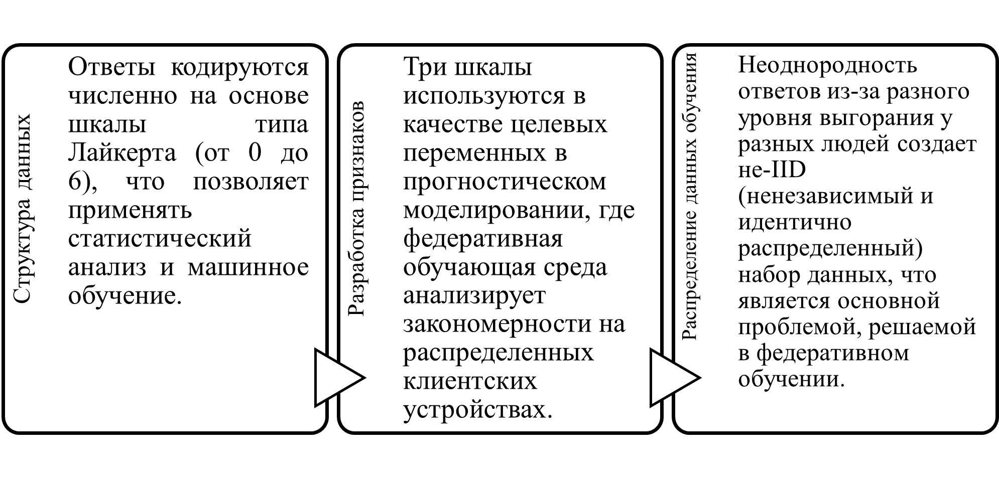 Структура данных
Ответы кодируются
численно на основе
шкалы типа
Лайкерта (от 0 до
6), что позволяет
применять
статистический
анализ и машинное
обучение.
Разработка признаков
Три шкалы
используются в
качестве целевых
переменных в
прогностическом
моделировании, где
федеративная
обучающая среда
анализирует
закономерности на
распределенных
клиентских
устройствах.
Распределение данных обучения
Неоднородность
ответов из-за разного
уровня выгорания у
разных людей создает
не-IID
(ненезависимый и
идентично
распределенный)
набор данных, что
является основной
проблемой, решаемой
в федеративном
обучении.